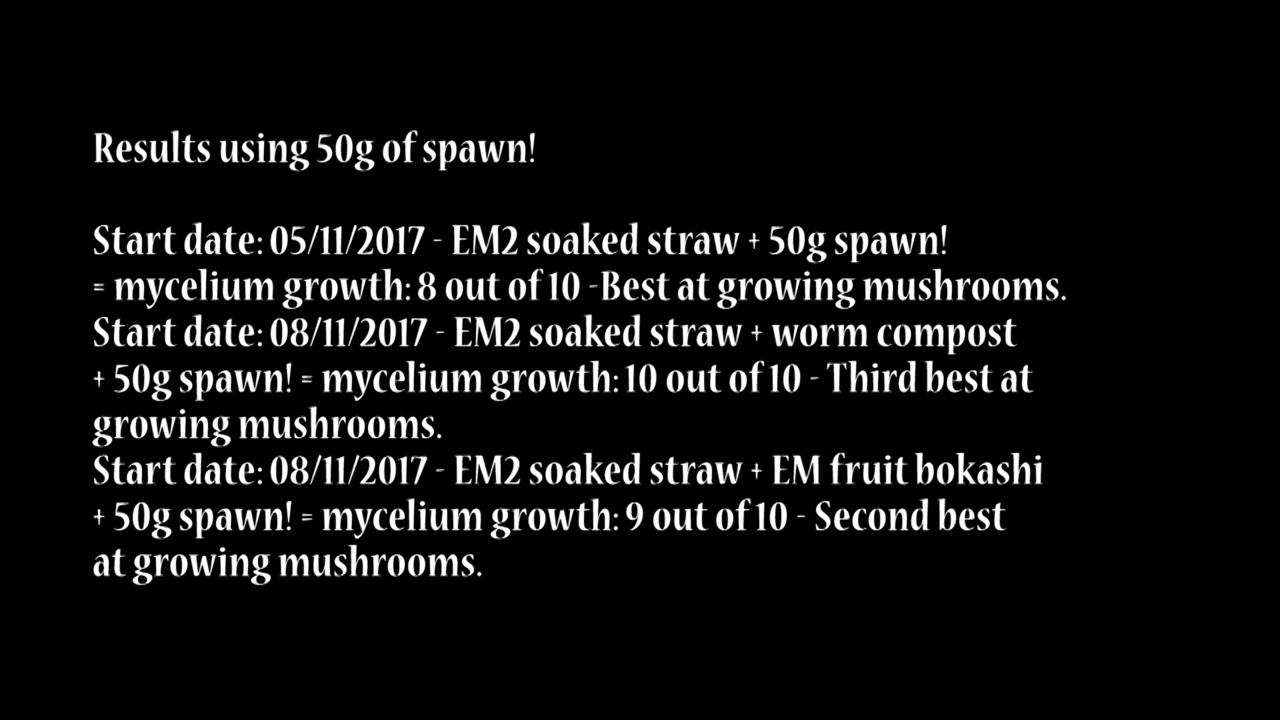 Results using 50g of spawn!
Start date: 05/11/2017 - EM2 soaked straw + 50g spawn!
= mycelium growth: 8 out of 10 -Best at growing mushrooms.
Start date: 08/11/2017 - EM2 soaked straw + worm compost
+ 50g spawn! = mycelium growth: 10 out of 10 - Third best at
growing mushrooms.
Start date: 08/11/2017 - EM2 soaked straw + EM fruit bokashi
+ 50g spawn! = mycelium growth: 9 out of 10 - Second best
at growing mushrooms.